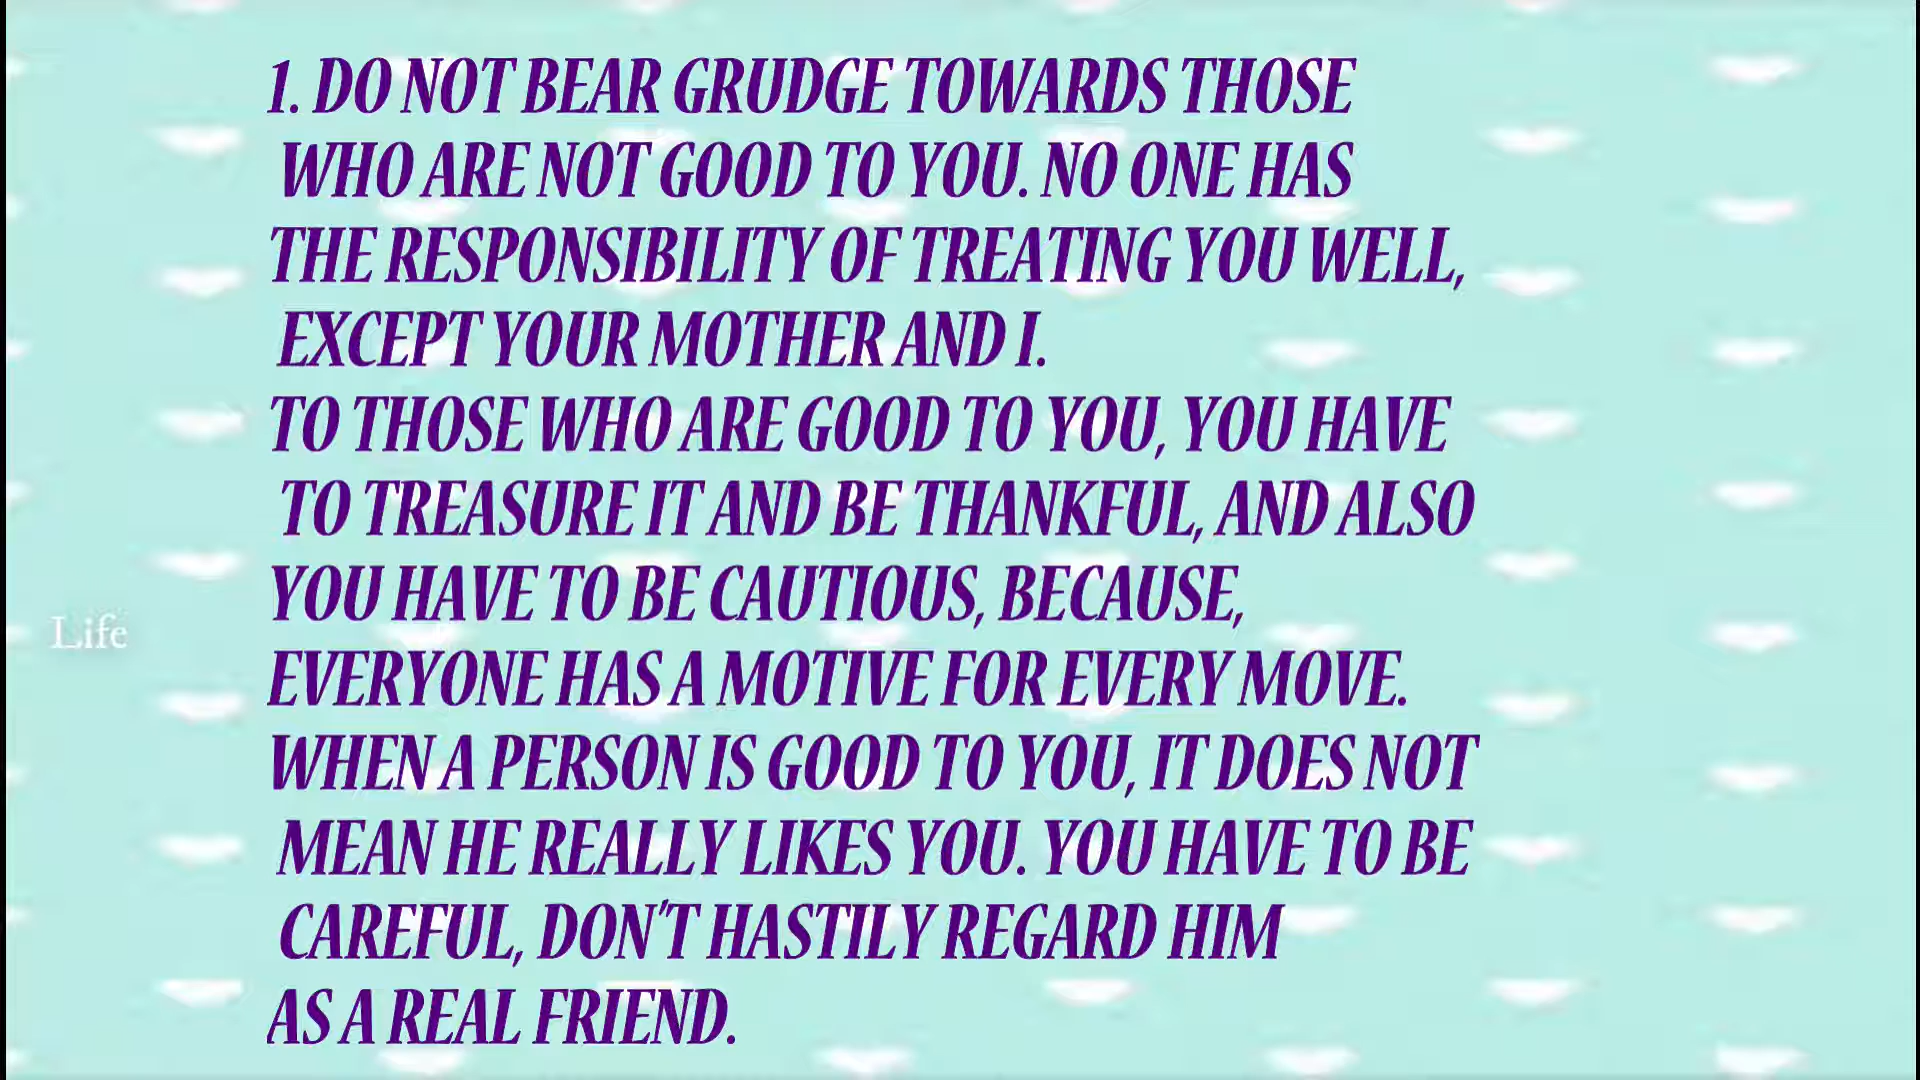 1. DO NOT BEAR GRUDGE TOWARDS THOSE
WHO ARE NOT GOOD TO YOU. NO ONE HAS
THE RESPONSIBILITY OF TREATING YOU WELL,
EXCEPT YOUR MOTHER AND I.
TO THOSE WHO ARE GOOD TO YOU, YOU HAVE
TO TREASURE IT AND BE THANKFUL, AND ALSO
YOU HAVE TO BE CAUTIOUS, BECAUSE,
EVERYONE HAS A MOTIVE FOR EVERY MOVE.
WHEN A PERSON IS GOOD TO YOU, IT DOES NOT
MEAN HE REALLY LIKES YOU. YOU HAVE TO BE
CAREFUL, DON'T HASTILY REGARD HIM
AS A REAL FRIEND.
Life